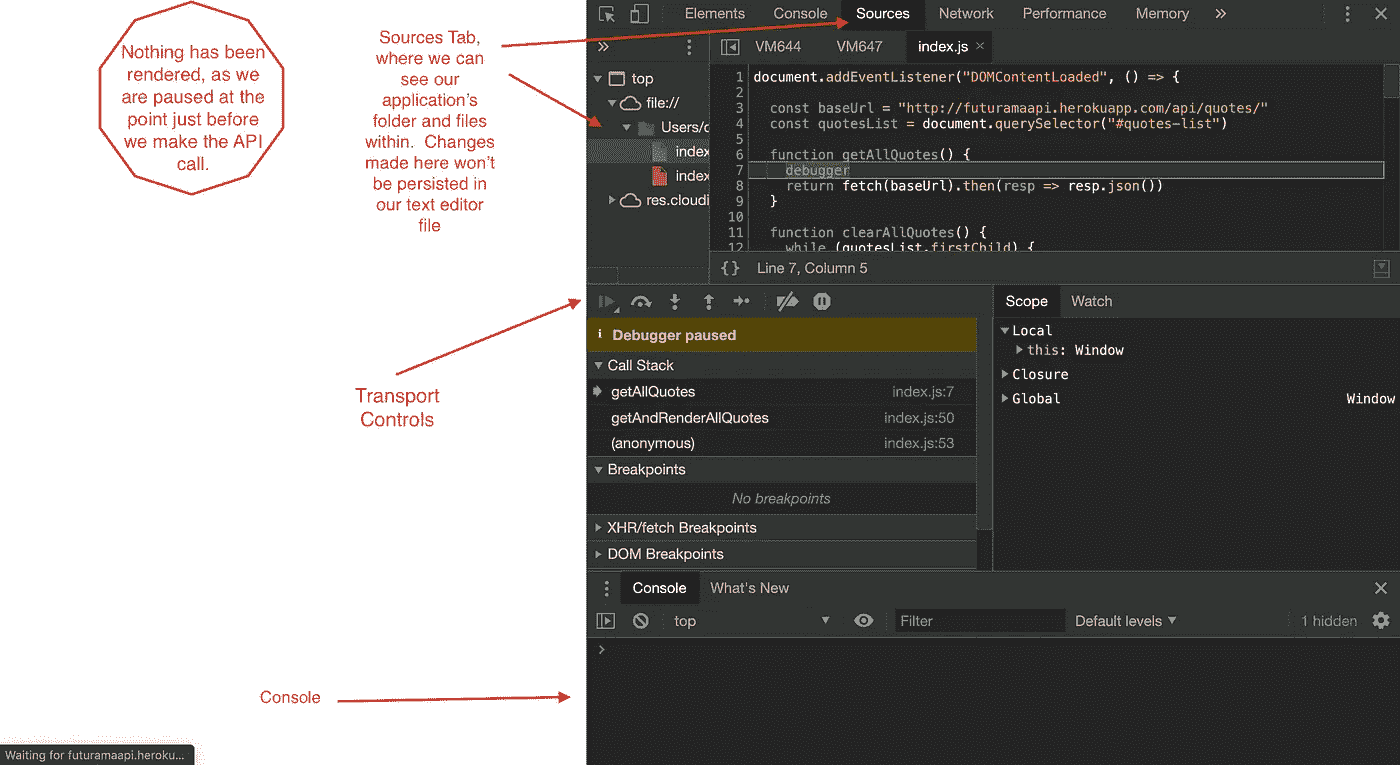 Nothing has been
rendered, as we
are paused at the
point just before
we make the API
call.
Sources Tab,
where we can
see our
application's
folder and files
within. Changes
made here won't
be persisted in
our text editor
file
Transport
Controls
Console
Waiting for futuramaapi.heroku...
Elements Console Sources Network Performance Memory »
» VM644 VM647 index.js ×
top
file://
Users/c
index
index
res.cloudi
1 document.addEventListener("DOMContentLoaded", () => {
2
3 const baseUrl = "http://futuramaapi.herokuapp.com/api/quotes/"
4 const quotesList = document.querySelector("#quotes-list")
5
6 function getAllQuotes() {
7 debugger
8 return fetch(baseUrl).then(resp => resp.json())
9 }
10
11 function clearAllQuotes() {
12 while (quotesList.firstChild) {
{} Line 7, Column 5
i Debugger paused
Call Stack
getAllQuotes index.js:7
getAndRenderAllQuotes index.js:50
(anonymous) index.js:53
Breakpoints
No breakpoints
XHR/fetch Breakpoints
DOM Breakpoints
Scope Watch
Local
this: Window
Closure
Global Window
Console What's New
top Filter Default levels 1 hidden